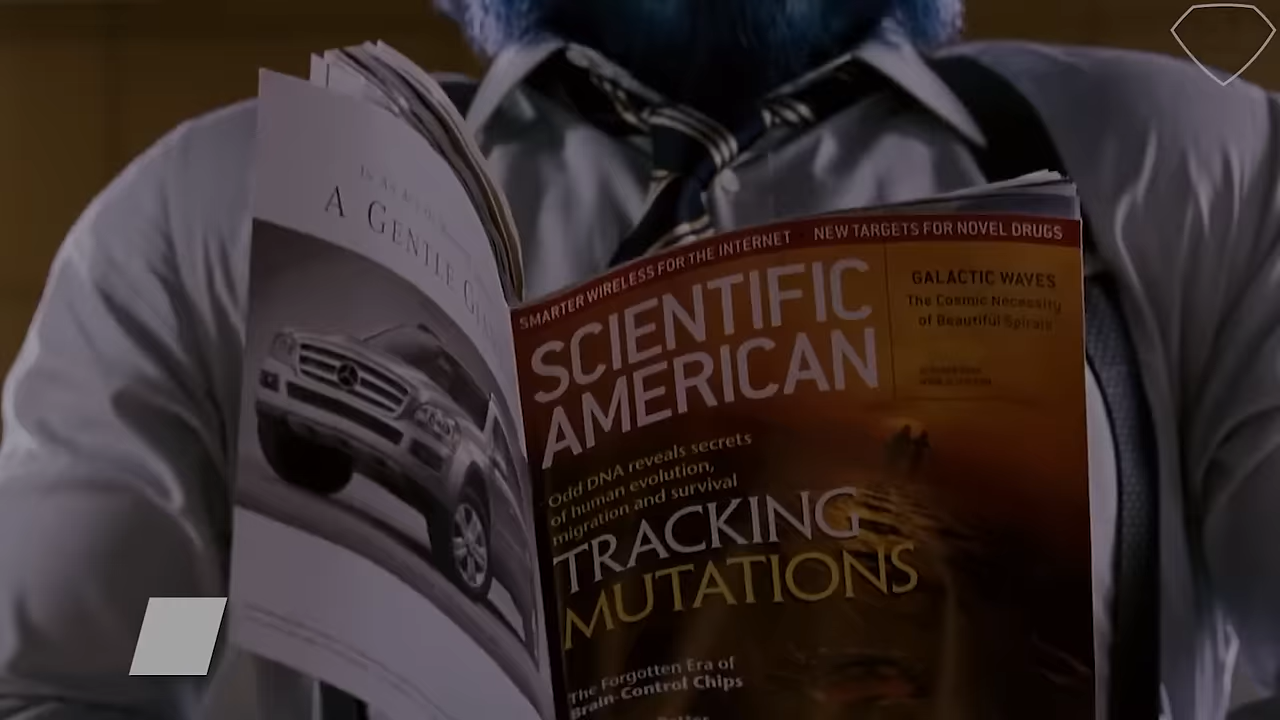 A GENTLE GIAN
SMARTER WIRELESS FOR THE INTERNET · NEW TARGETS FOR NOVEL DRUGS
SCIENTIFIC
AMERICAN
GALACTIC WAVES
The Cosmic Necessity
of Beautiful Spirals
Odd DNA reveals secrets
of human evolution,
migration and survival
TRACKING
MUTATIONS
The Forgotten Era of
Brain-Control Chips